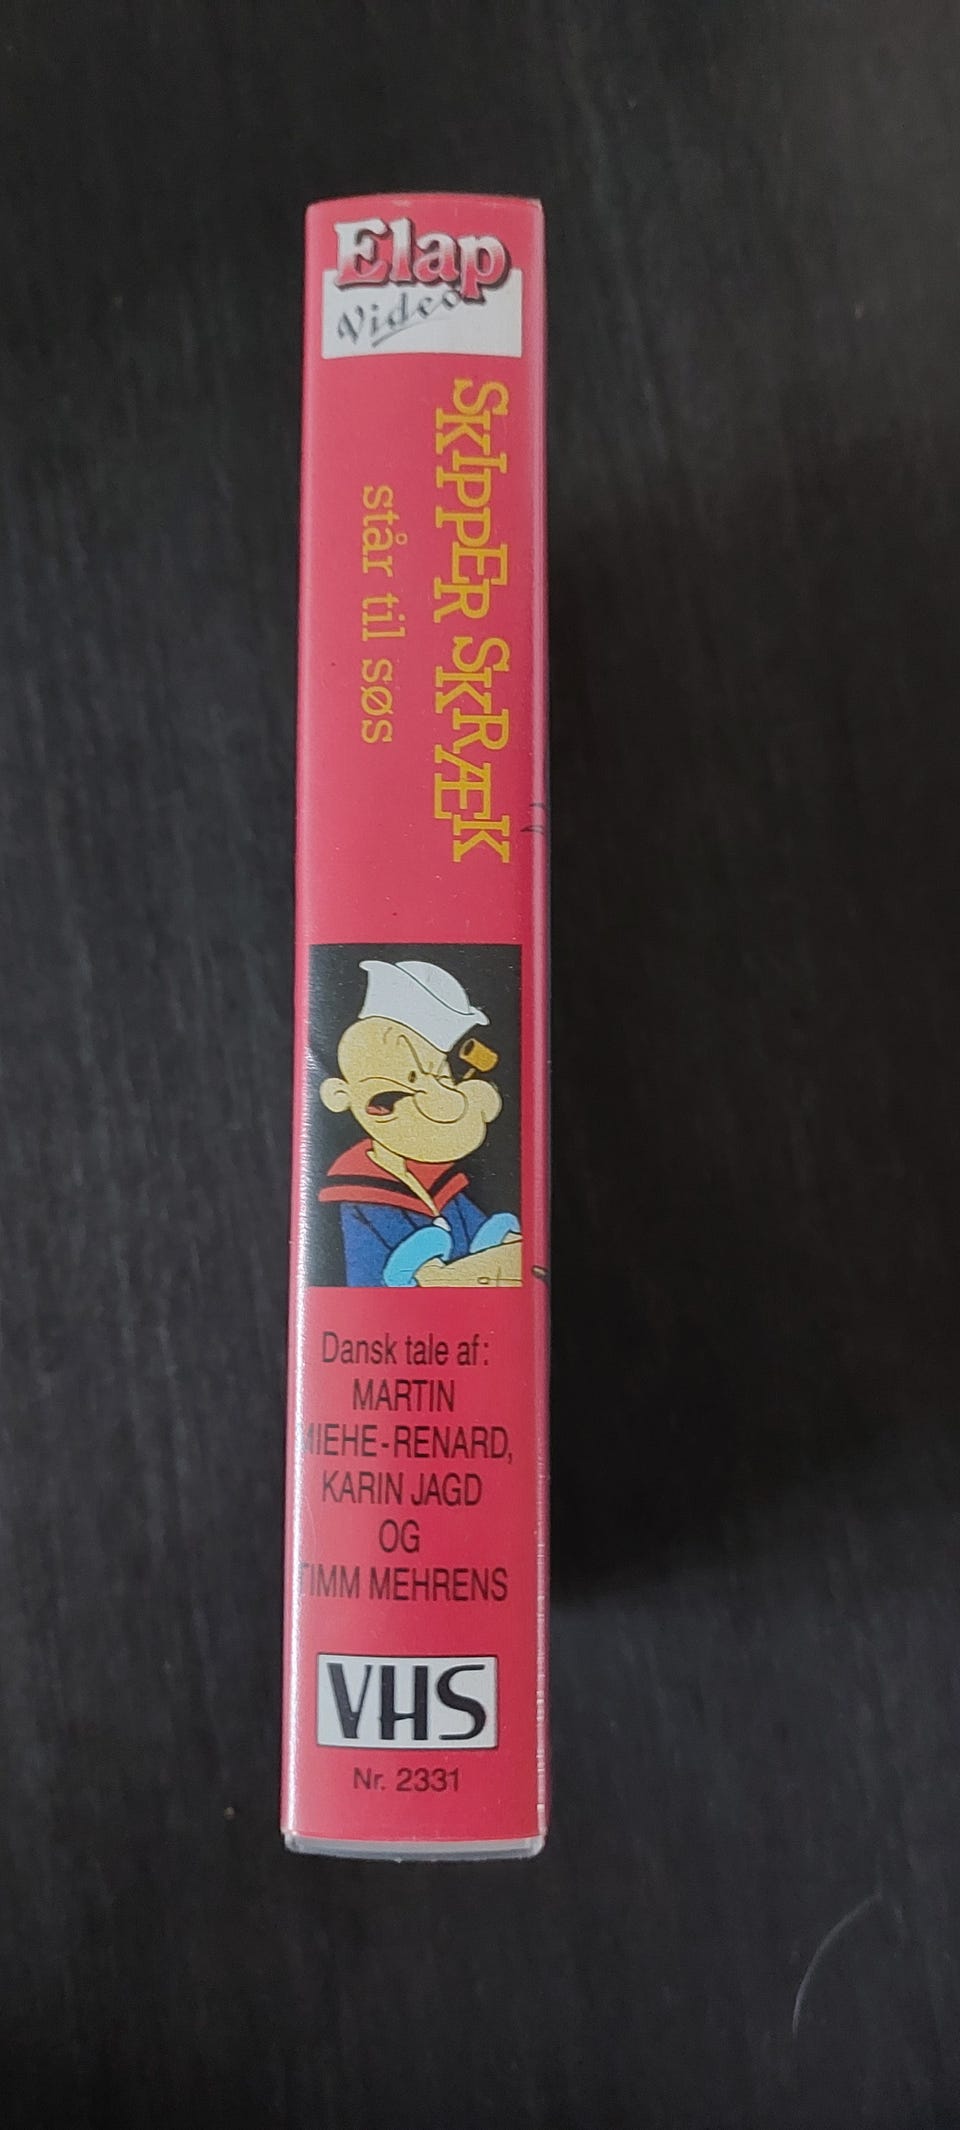 Elap
Video
SKIPPER SKRÆK
står til søs
Dansk tale af:
MARTIN
MIEHE-RENARD,
KARIN JAGD
OG
TIMM MEHRENS
VHS
Nr. 2331